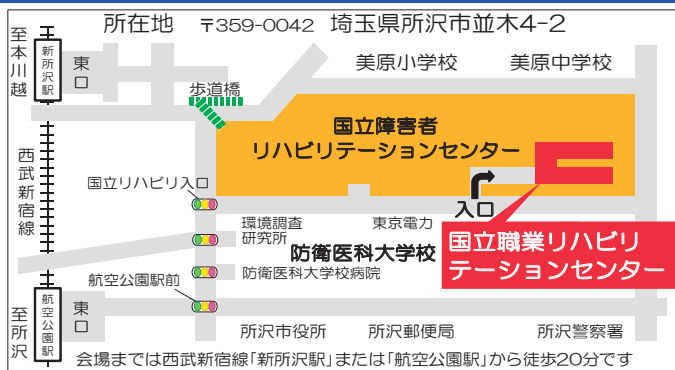 所在地 〒359-0042 埼玉県所沢市並木4-2
至本川越
新所沢駅
東口
美原小学校
美原中学校
歩道橋
国立障害者
リハビリテーションセンター
西武新宿線
国立リハビリ入口
入口
環境調査
研究所
東京電力
防衛医科大学校
国立職業リハビリ
テーションセンター
防衛医科大学校病院
航空公園駅前
至所沢
航空公園駅
東口
所沢市役所
所沢郵便局
所沢警察署
会場までは西武新宿線「新所沢駅」または「航空公園駅」から徒歩20分です